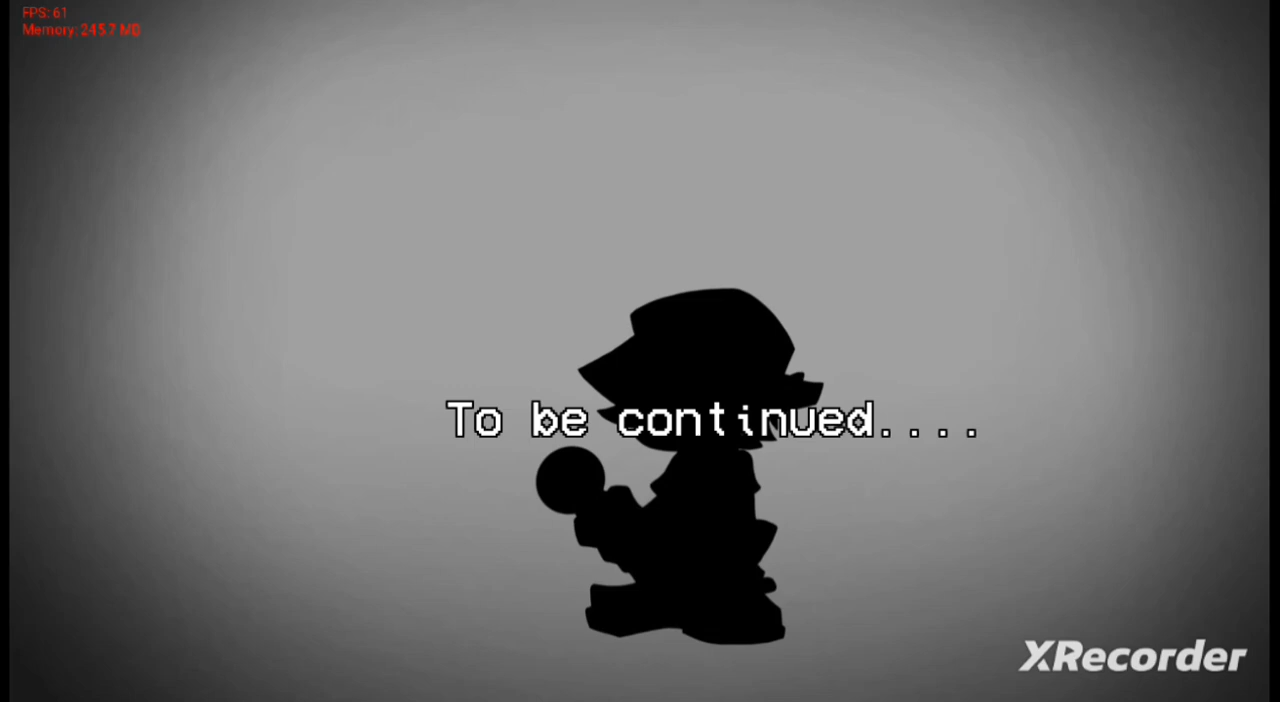 FPS: 61
Memory: 245.7 MB
To be continued....
XRecorder